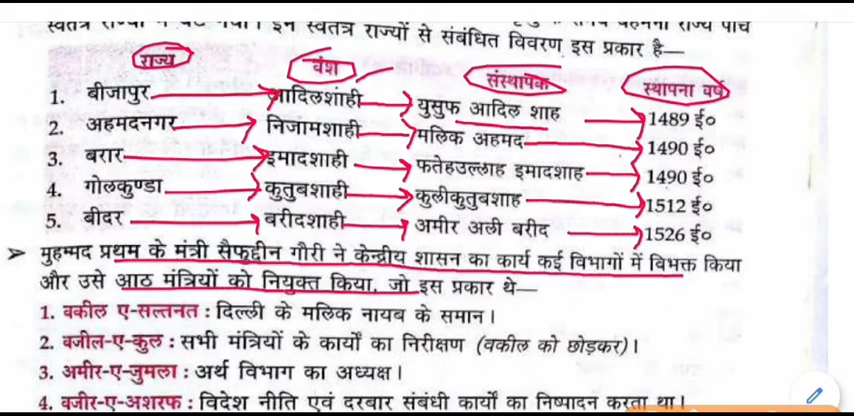 स्वतंत्र राज्यों में बँट गया। इन स्वतंत्र राज्यों से संबंधित विवरण इस प्रकार है—
राज्य वंश संस्थापक स्थापना वर्ष
1. बीजापुर आदिलशाही युसुफ आदिल शाह 1489 ई०
2. अहमदनगर निजामशाही मलिक अहमद 1490 ई०
3. बरार इमादशाही फतेहउल्लाह इमादशाह 1490 ई०
4. गोलकुण्डा कुतुबशाही कुलीकुतुबशाह 1512 ई०
5. बीदर बरीदशाही अमीर अली बरीद 1526 ई०
➢ मुहम्मद प्रथम के मंत्री सैफुद्दीन गौरी ने केन्द्रीय शासन का कार्य कई विभागों में विभक्त किया
और उसे आठ मंत्रियों को नियुक्त किया, जो इस प्रकार थे—
1. वकील ए-सल्तनत : दिल्ली के मलिक नायब के समान।
2. वजील-ए-कुल : सभी मंत्रियों के कार्यों का निरीक्षण (वकील को छोड़कर)।
3. अमीर-ए-जुमला : अर्थ विभाग का अध्यक्ष।
4. वजीर-ए-अशरफ : विदेश नीति एवं दरबार संबंधी कार्यों का निष्पादन करता था।